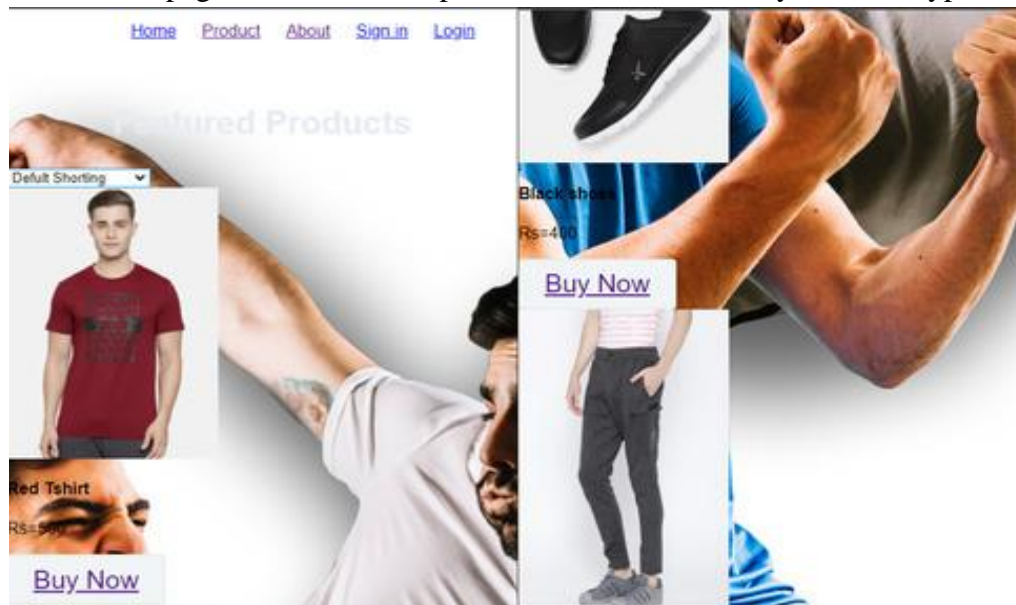 Home Product About Sign in Login
Products
Defult Shorting
Red Tshirt
Buy Now
Black shoes
Rs=400
Buy Now